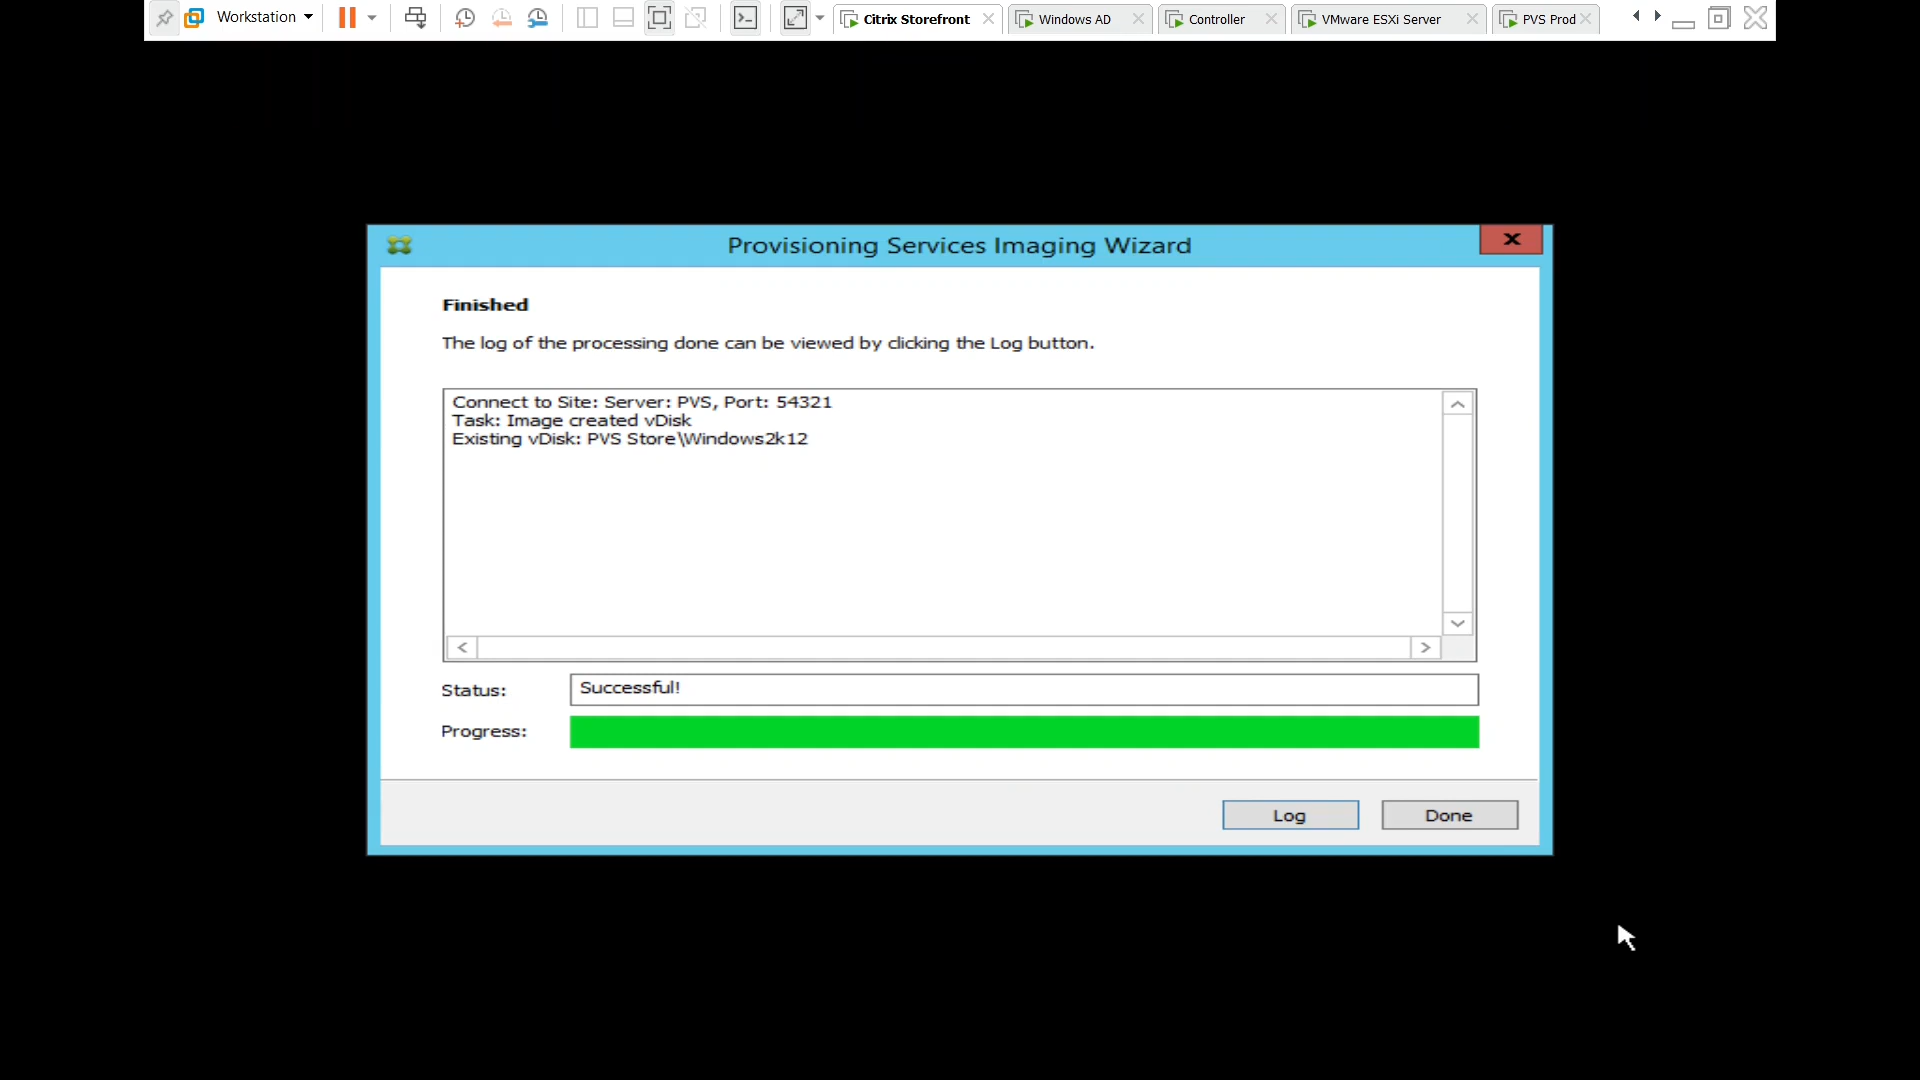 Workstation
Citrix Storefront
Windows AD
Controller
VMware ESXi Server
PVS Prod
Provisioning Services Imaging Wizard
Finished
The log of the processing done can be viewed by clicking the Log button.
Connect to Site: Server: PVS, Port: 54321
Task: Image created vDisk
Existing vDisk: PVS Store\Windows2k12
Status:
Successful!
Progress:
Log
Done